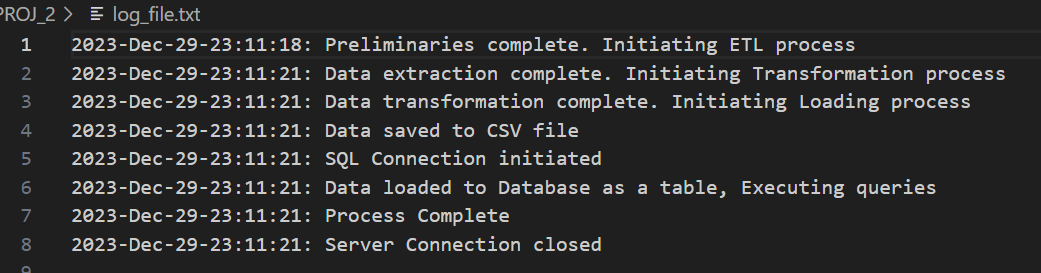 PROJ_2 > log_file.txt
1 2023-Dec-29-23:11:18: Preliminaries complete. Initiating ETL process
2 2023-Dec-29-23:11:21: Data extraction complete. Initiating Transformation process
3 2023-Dec-29-23:11:21: Data transformation complete. Initiating Loading process
4 2023-Dec-29-23:11:21: Data saved to CSV file
5 2023-Dec-29-23:11:21: SQL Connection initiated
6 2023-Dec-29-23:11:21: Data loaded to Database as a table, Executing queries
7 2023-Dec-29-23:11:21: Process Complete
8 2023-Dec-29-23:11:21: Server Connection closed
9